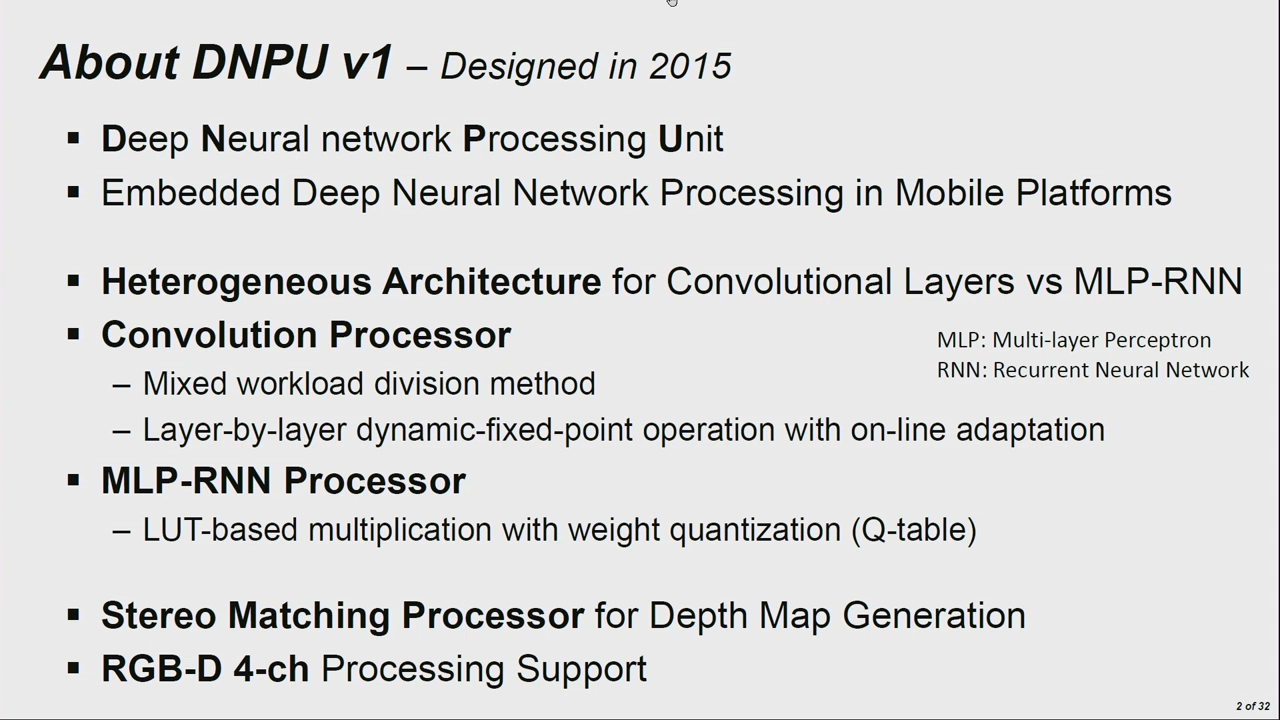 About DNPU v1 – Designed in 2015
▪ Deep Neural network Processing Unit
▪ Embedded Deep Neural Network Processing in Mobile Platforms
▪ Heterogeneous Architecture for Convolutional Layers vs MLP-RNN
▪ Convolution Processor
MLP: Multi-layer Perceptron
RNN: Recurrent Neural Network
– Mixed workload division method
– Layer-by-layer dynamic-fixed-point operation with on-line adaptation
▪ MLP-RNN Processor
– LUT-based multiplication with weight quantization (Q-table)
▪ Stereo Matching Processor for Depth Map Generation
▪ RGB-D 4-ch Processing Support
2 of 32